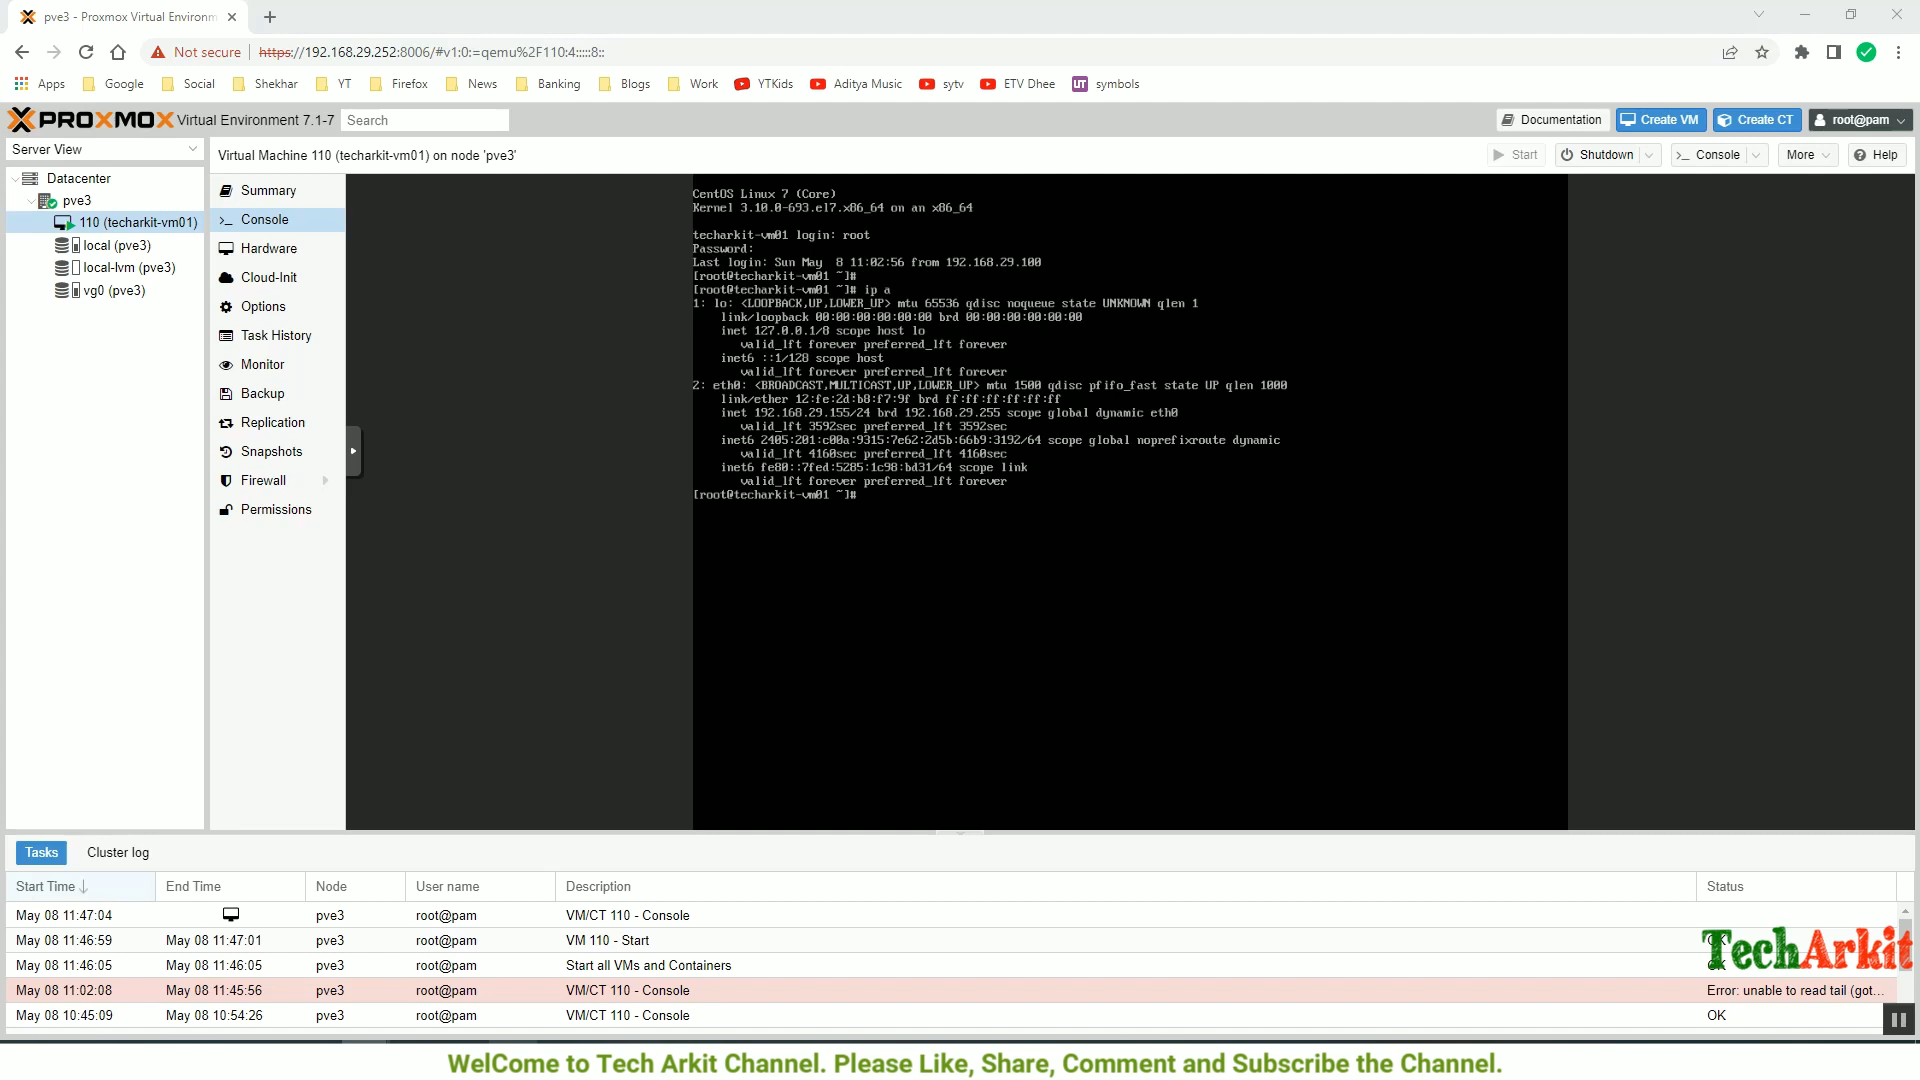 pve3 - Proxmox Virtual Environm
Not secure https://192.168.29.252:8006/#v1:0:=qemu%2F110:4:::::8::
Apps Google Social Shekhar YT Firefox News Banking Blogs Work YTKids Aditya Music sytv ETV Dhee UT symbols
PROXMOX Virtual Environment 7.1-7 Search Documentation Create VM Create CT root@pam
Server View
Virtual Machine 110 (techarkit-vm01) on node 'pve3' Start Shutdown Console More Help
Datacenter
pve3
110 (techarkit-vm01)
local (pve3)
local-lvm (pve3)
vg0 (pve3)
Summary
Console
Hardware
Cloud-Init
Options
Task History
Monitor
Backup
Replication
Snapshots
Firewall
Permissions
CentOS Linux 7 (Core)
Kernel 3.10.0-693.el7.x86_64 on an x86_64
techarkit-vm01 login: root
Password:
Last login: Sun May  8 11:02:56 from 192.168.29.100
[root@techarkit-vm01 ~]#
[root@techarkit-vm01 ~]# ip a
1: lo: <LOOPBACK,UP,LOWER_UP> mtu 65536 qdisc noqueue state UNKNOWN qlen 1
link/loopback 00:00:00:00:00:00 brd 00:00:00:00:00:00
inet 127.0.0.1/8 scope host lo
valid_lft forever preferred_lft forever
inet6 ::1/128 scope host
valid_lft forever preferred_lft forever
2: eth0: <BROADCAST,MULTICAST,UP,LOWER_UP> mtu 1500 qdisc pfifo_fast state UP qlen 1000
link/ether 12:fe:2d:b8:f7:9f brd ff:ff:ff:ff:ff:ff
inet 192.168.29.155/24 brd 192.168.29.255 scope global dynamic eth0
valid_lft 3592sec preferred_lft 3592sec
inet6 2405:201:c00a:9315:7e62:2d5b:66b9:3192/64 scope global noprefixroute dynamic
valid_lft 4160sec preferred_lft 4160sec
inet6 fe80::7fed:5285:1c98:bd31/64 scope link
valid_lft forever preferred_lft forever
[root@techarkit-vm01 ~]#
Tasks Cluster log
Start Time End Time Node User name Description Status
May 08 11:47:04 pve3 root@pam VM/CT 110 - Console
May 08 11:46:59 May 08 11:47:01 pve3 root@pam VM 110 - Start OK
May 08 11:46:05 May 08 11:46:05 pve3 root@pam Start all VMs and Containers OK
TechArkit
May 08 11:02:08 May 08 11:45:56 pve3 root@pam VM/CT 110 - Console Error: unable to read tail (got...
May 08 10:45:09 May 08 10:54:26 pve3 root@pam VM/CT 110 - Console OK
WelCome to Tech Arkit Channel. Please Like, Share, Comment and Subscribe the Channel.